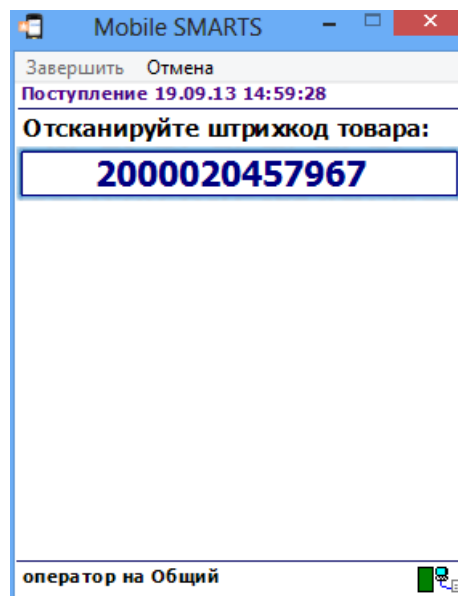 Mobile SMARTS
Завершить Отмена
Поступление 19.09.13 14:59:28
Отсканируйте штрихкод товара:
2000020457967
оператор на Общий